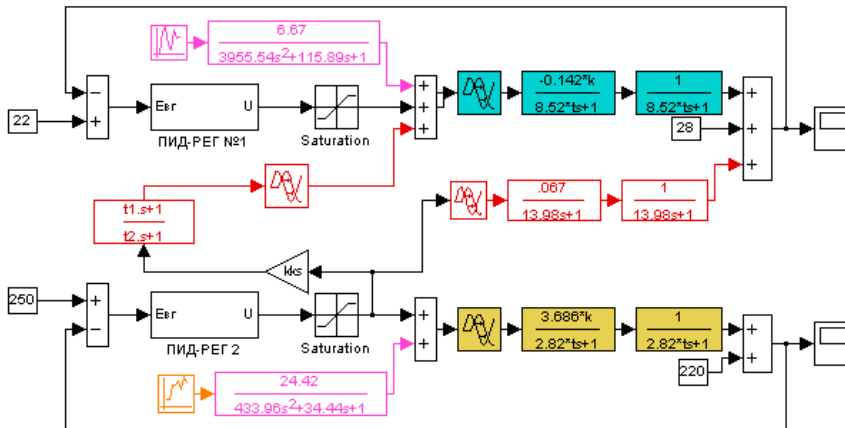 6.67
3955.54s²+115.89s+1
-0.142*k
8.52*ts+1
1
8.52*ts+1
22
Eвг
U
ПИД-РЕГ №1
Saturation
28
t1.s+1
t2.s+1
.067
13.98s+1
1
13.98s+1
kks
250
Eвг
U
ПИД-РЕГ 2
Saturation
3.686*k
2.82*ts+1
1
2.82*ts+1
220
24.42
433.96s²+34.44s+1